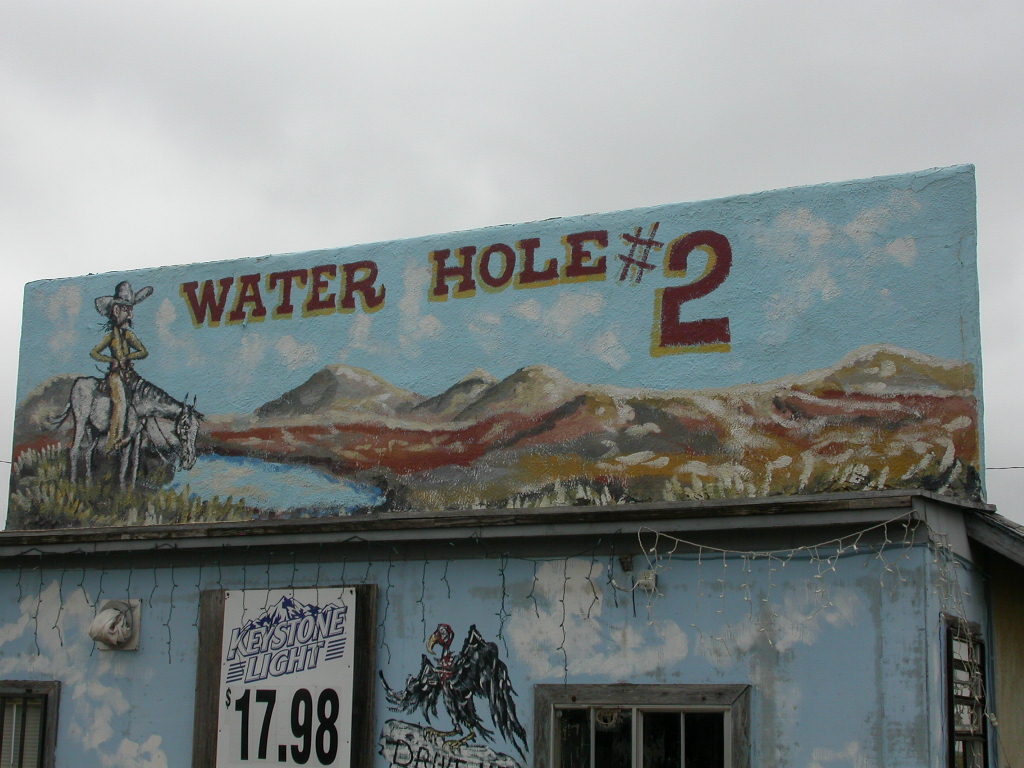 WATER HOLE #2
KEYSTONE
LIGHT
$17.98